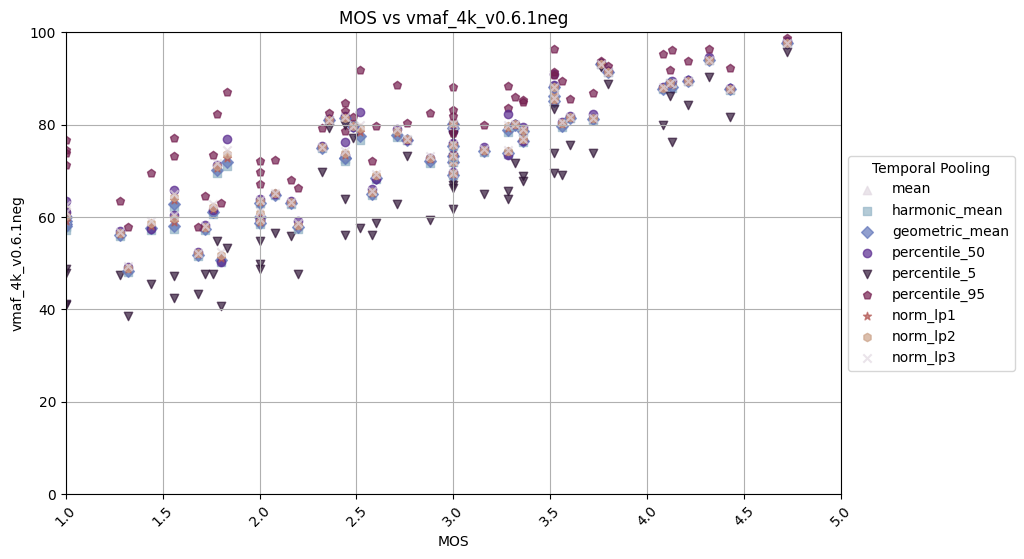 MOS vs vmaf_4k_v0.6.1neg
100
80
60
40
20
0
vmaf_4k_v0.6.1neg
1.0
1.5
2.0
2.5
3.0
3.5
4.0
4.5
5.0
MOS
Temporal Pooling
mean
harmonic_mean
geometric_mean
percentile_50
percentile_5
percentile_95
norm_lp1
norm_lp2
norm_lp3